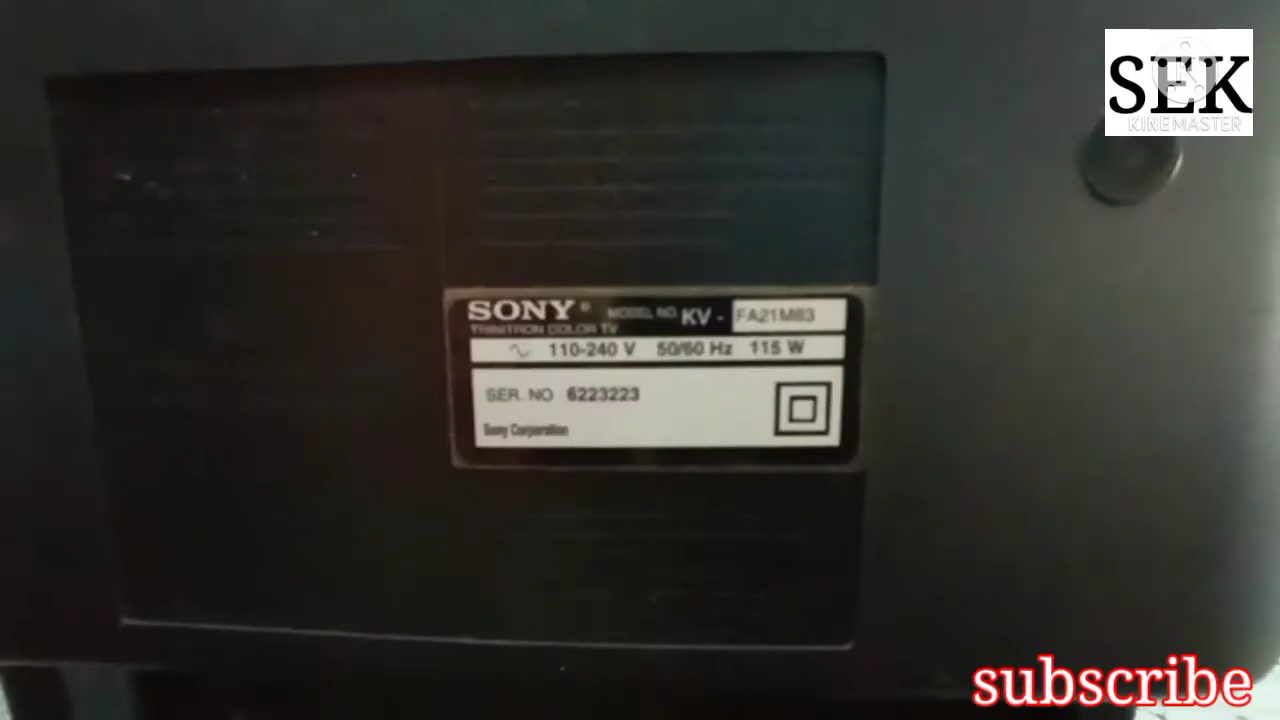 SEK
KINEMASTER
SONY® MODEL NO. KV - FA21M83
TRINITRON COLOR TV
110-240 V 50/60 Hz 115 W
SER. NO 6223223
Sony Corporation
subscribe